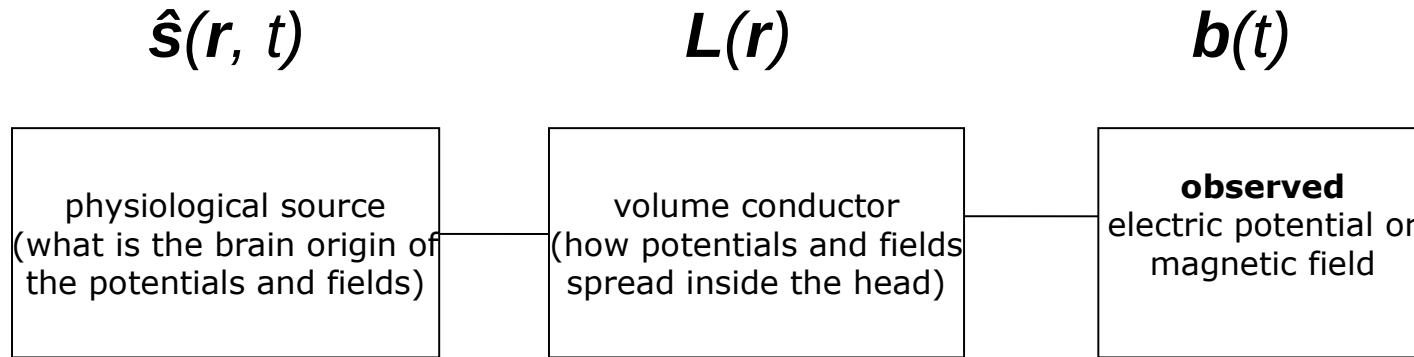 ŝ(r, t)
L(r)
b(t)
physiological source
(what is the brain origin of
the potentials and fields)
volume conductor
(how potentials and fields
spread inside the head)
observed
electric potential or
magnetic field